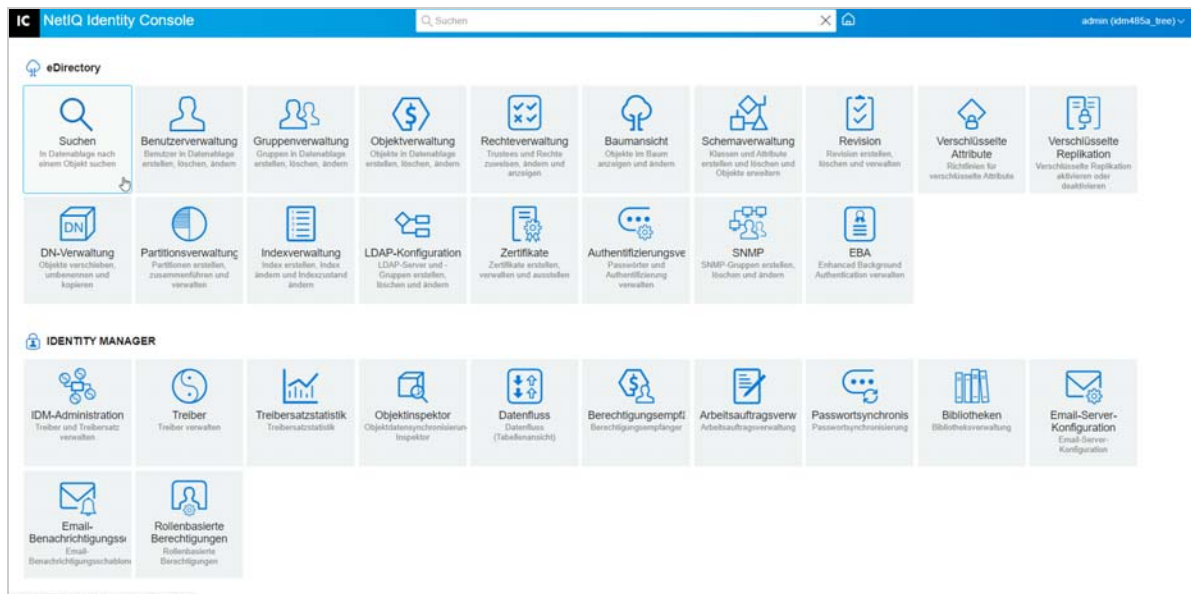 IC NetIQ Identity Console
Suchen
admin (idm485a_tree)
eDirectory
Suchen
In Datenablage nach
einem Objekt suchen
Benutzerverwaltung
Benutzer in Datenablage
erstellen, löschen, ändern
Gruppenverwaltung
Gruppen in Datenablage
erstellen, löschen, ändern
Objektverwaltung
Objekte in Datenablage
erstellen, löschen, ändern
Rechteverwaltung
Trustees und Rechte
zuweisen, ändern und
anzeigen
Baumansicht
Objekte im Baum
anzeigen und ändern
Schemaverwaltung
Klassen und Attribute
erstellen und löschen und
Objekte erweitern
Revision
Revision erstellen,
löschen und verwalten
Verschlüsselte
Attribute
Richtlinien für
verschlüsselte Attribute
Verschlüsselte
Replikation
Verschlüsselte Replikation
aktivieren oder
deaktivieren
DN
DN-Verwaltung
Objekte verschieben,
umbenennen und
kopieren
Partitionsverwaltung
Partitionen erstellen,
zusammenführen und
verwalten
Indexverwaltung
Index erstellen, Index
ändern und Indexzustand
ändern
LDAP-Konfiguration
LDAP-Server und -
Gruppen erstellen,
löschen und ändern
Zertifikate
Zertifikate erstellen,
verwalten und ausstellen
Authentifizierungsve
Passwörter und
Authentifizierung
verwalten
SNMP
SNMP-Gruppen erstellen,
löschen und ändern
EBA
Enhanced Background
Authentication verwalten
IDENTITY MANAGER
IDM-Administration
Treiber und Treibersatz
verwalten
Treiber
Treiber verwalten
Treibersatzstatistik
Treibersatzstatistik
Objektinspektor
Objektdatensynchronisierun
Inspektor
Datenfluss
Datenfluss
(Tabellenansicht)
Berechtigungsempfä
Berechtigungsempfänger
Arbeitsauftragsverw
Arbeitsauftragsverwaltung
Passwortsynchronis
Passwortsynchronisierung
Bibliotheken
Bibliotheksverwaltung
Email-Server-
Konfiguration
Email-Server-
Konfiguration
Email-
Benachrichtigungss
Email-
Benachrichtigungsschablon
Rollenbasierte
Berechtigungen
Rollenbasierte
Berechtigungen